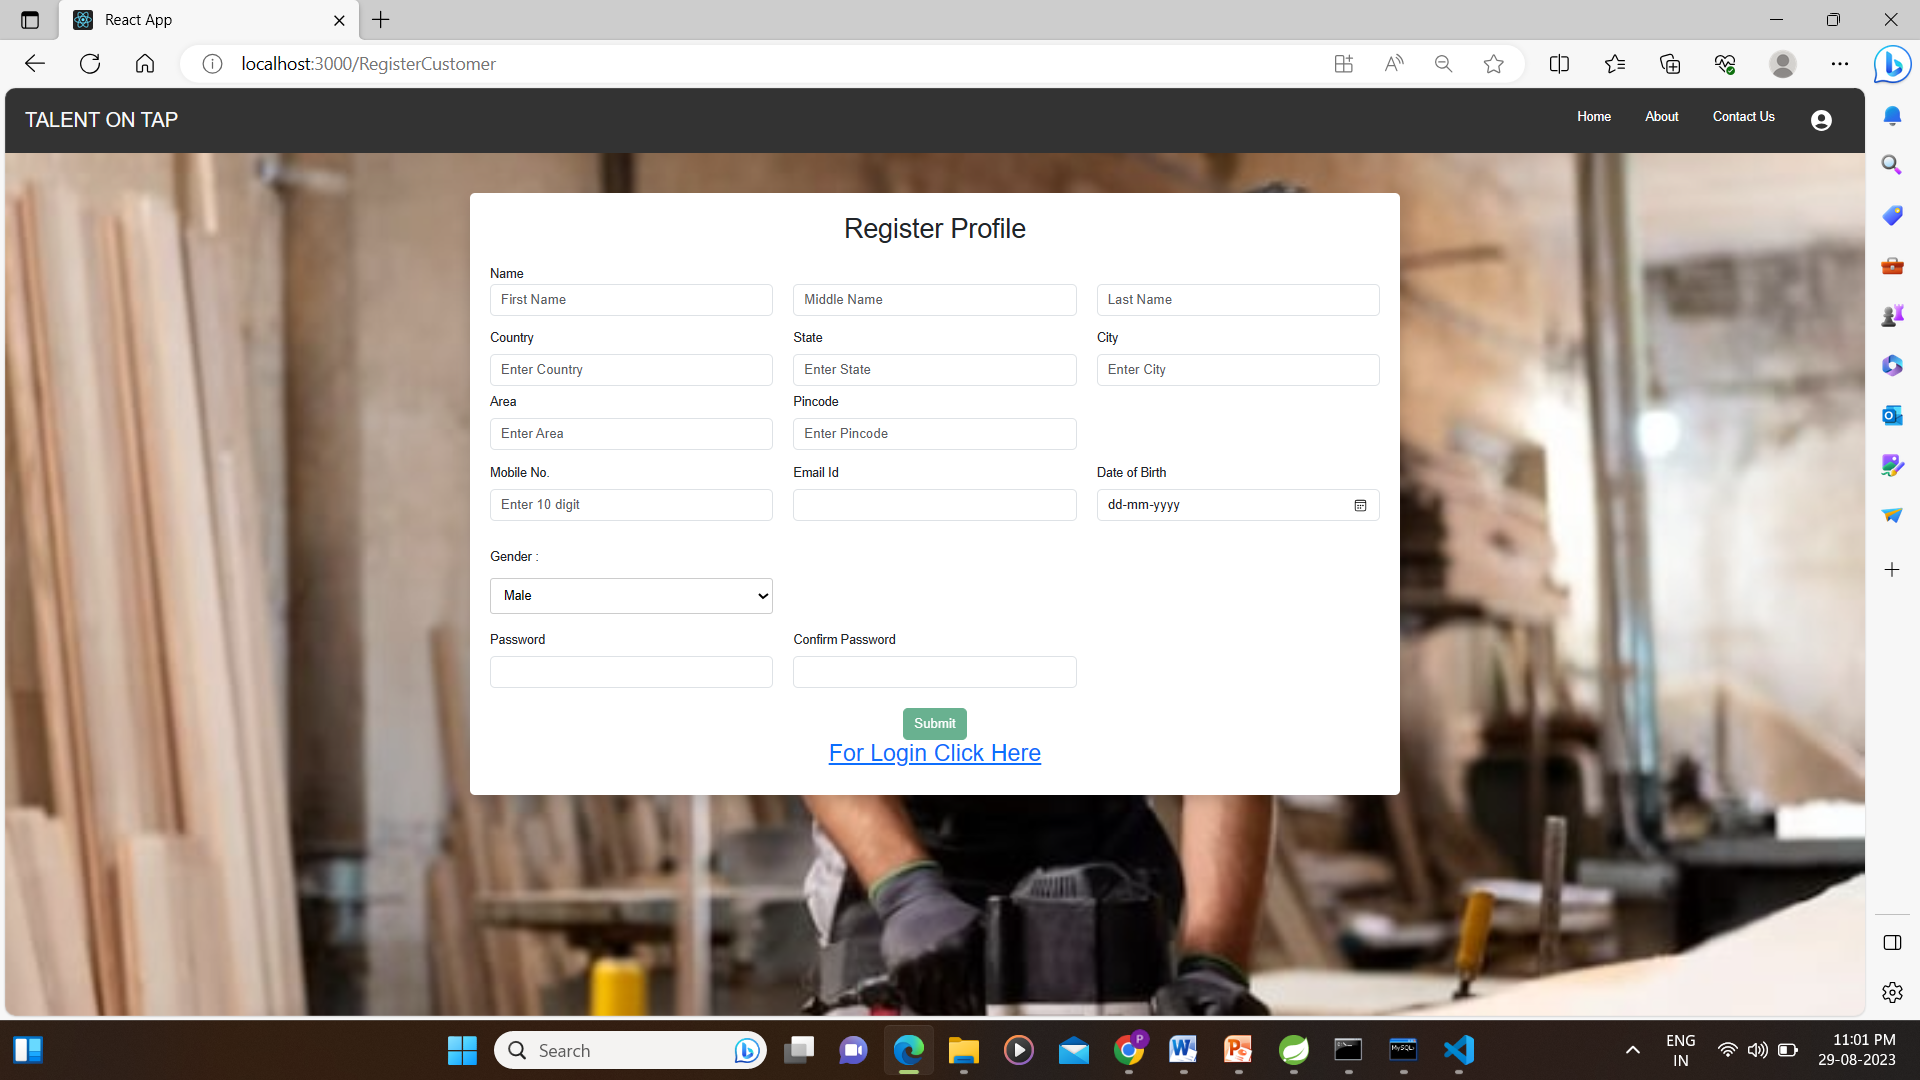 React App
localhost:3000/RegisterCustomer
TALENT ON TAP
Home About Contact Us
Register Profile
Name
First Name Middle Name Last Name
Country State City
Enter Country Enter State Enter City
Area Pincode
Enter Area Enter Pincode
Mobile No. Email Id Date of Birth
Enter 10 digit dd-mm-yyyy
Gender :
Male
Password Confirm Password
Submit
For Login Click Here
Search
ENG
IN
11:01 PM
29-08-2023